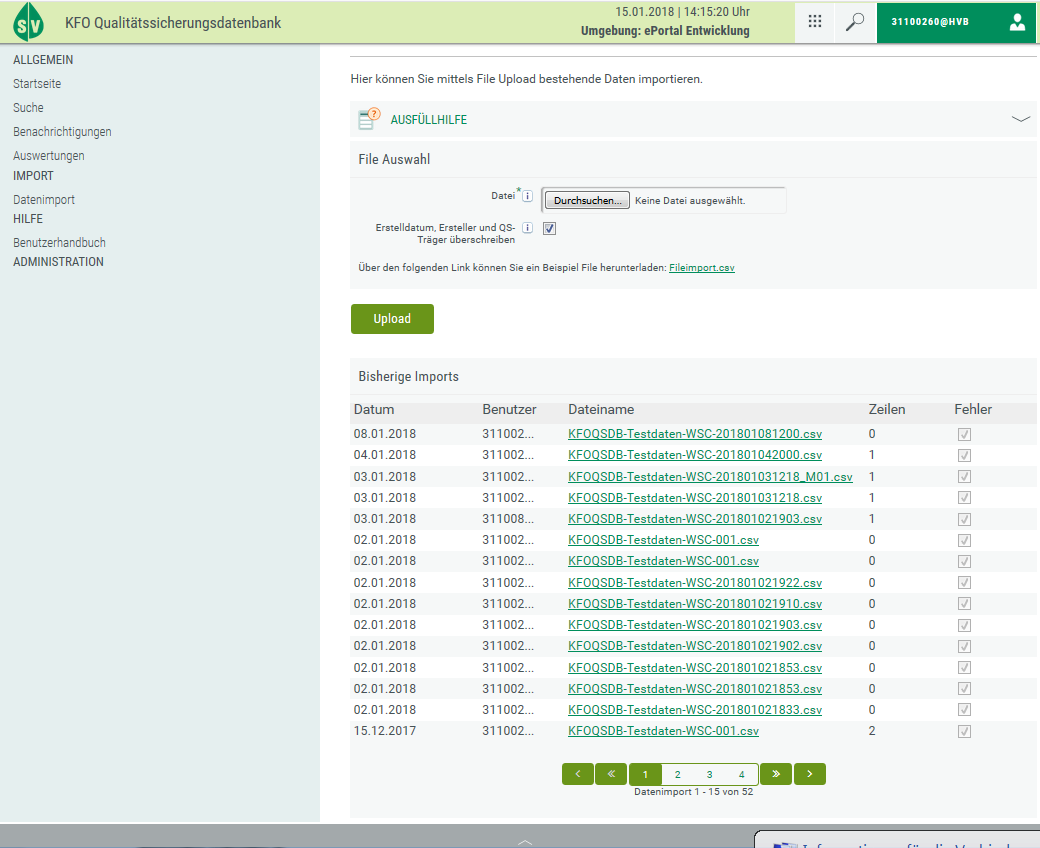 SV
KFO Qualitätssicherungsdatenbank
15.01.2018 | 14:15:20 Uhr
Umgebung: ePortal Entwicklung
31100260@HVB
ALLGEMEIN
Startseite
Suche
Benachrichtigungen
Auswertungen
IMPORT
Datenimport
HILFE
Benutzerhandbuch
ADMINISTRATION
Hier können Sie mittels File Upload bestehende Daten importieren.
? AUSFÜLLHILFE
File Auswahl
Datei * i Durchsuchen... Keine Datei ausgewählt.
Erstelldatum, Ersteller und QS- i
Träger überschreiben
Über den folgenden Link können Sie ein Beispiel File herunterladen: Fileimport.csv
Upload
Bisherige Imports
Datum Benutzer Dateiname Zeilen Fehler
08.01.2018 311002... KFOQSDB-Testdaten-WSC-201801081200.csv 0
04.01.2018 311002... KFOQSDB-Testdaten-WSC-201801042000.csv 1
03.01.2018 311002... KFOQSDB-Testdaten-WSC-201801031218_M01.csv 1
03.01.2018 311002... KFOQSDB-Testdaten-WSC-201801031218.csv 1
03.01.2018 311008... KFOQSDB-Testdaten-WSC-201801021903.csv 1
02.01.2018 311002... KFOQSDB-Testdaten-WSC-001.csv 0
02.01.2018 311002... KFOQSDB-Testdaten-WSC-001.csv 0
02.01.2018 311002... KFOQSDB-Testdaten-WSC-201801021922.csv 0
02.01.2018 311002... KFOQSDB-Testdaten-WSC-201801021910.csv 0
02.01.2018 311002... KFOQSDB-Testdaten-WSC-201801021903.csv 0
02.01.2018 311002... KFOQSDB-Testdaten-WSC-201801021902.csv 0
02.01.2018 311002... KFOQSDB-Testdaten-WSC-201801021853.csv 0
02.01.2018 311002... KFOQSDB-Testdaten-WSC-201801021853.csv 0
02.01.2018 311002... KFOQSDB-Testdaten-WSC-201801021833.csv 0
15.12.2017 311002... KFOQSDB-Testdaten-WSC-001.csv 2
‹ « 1 2 3 4 » ›
Datenimport 1 - 15 von 52